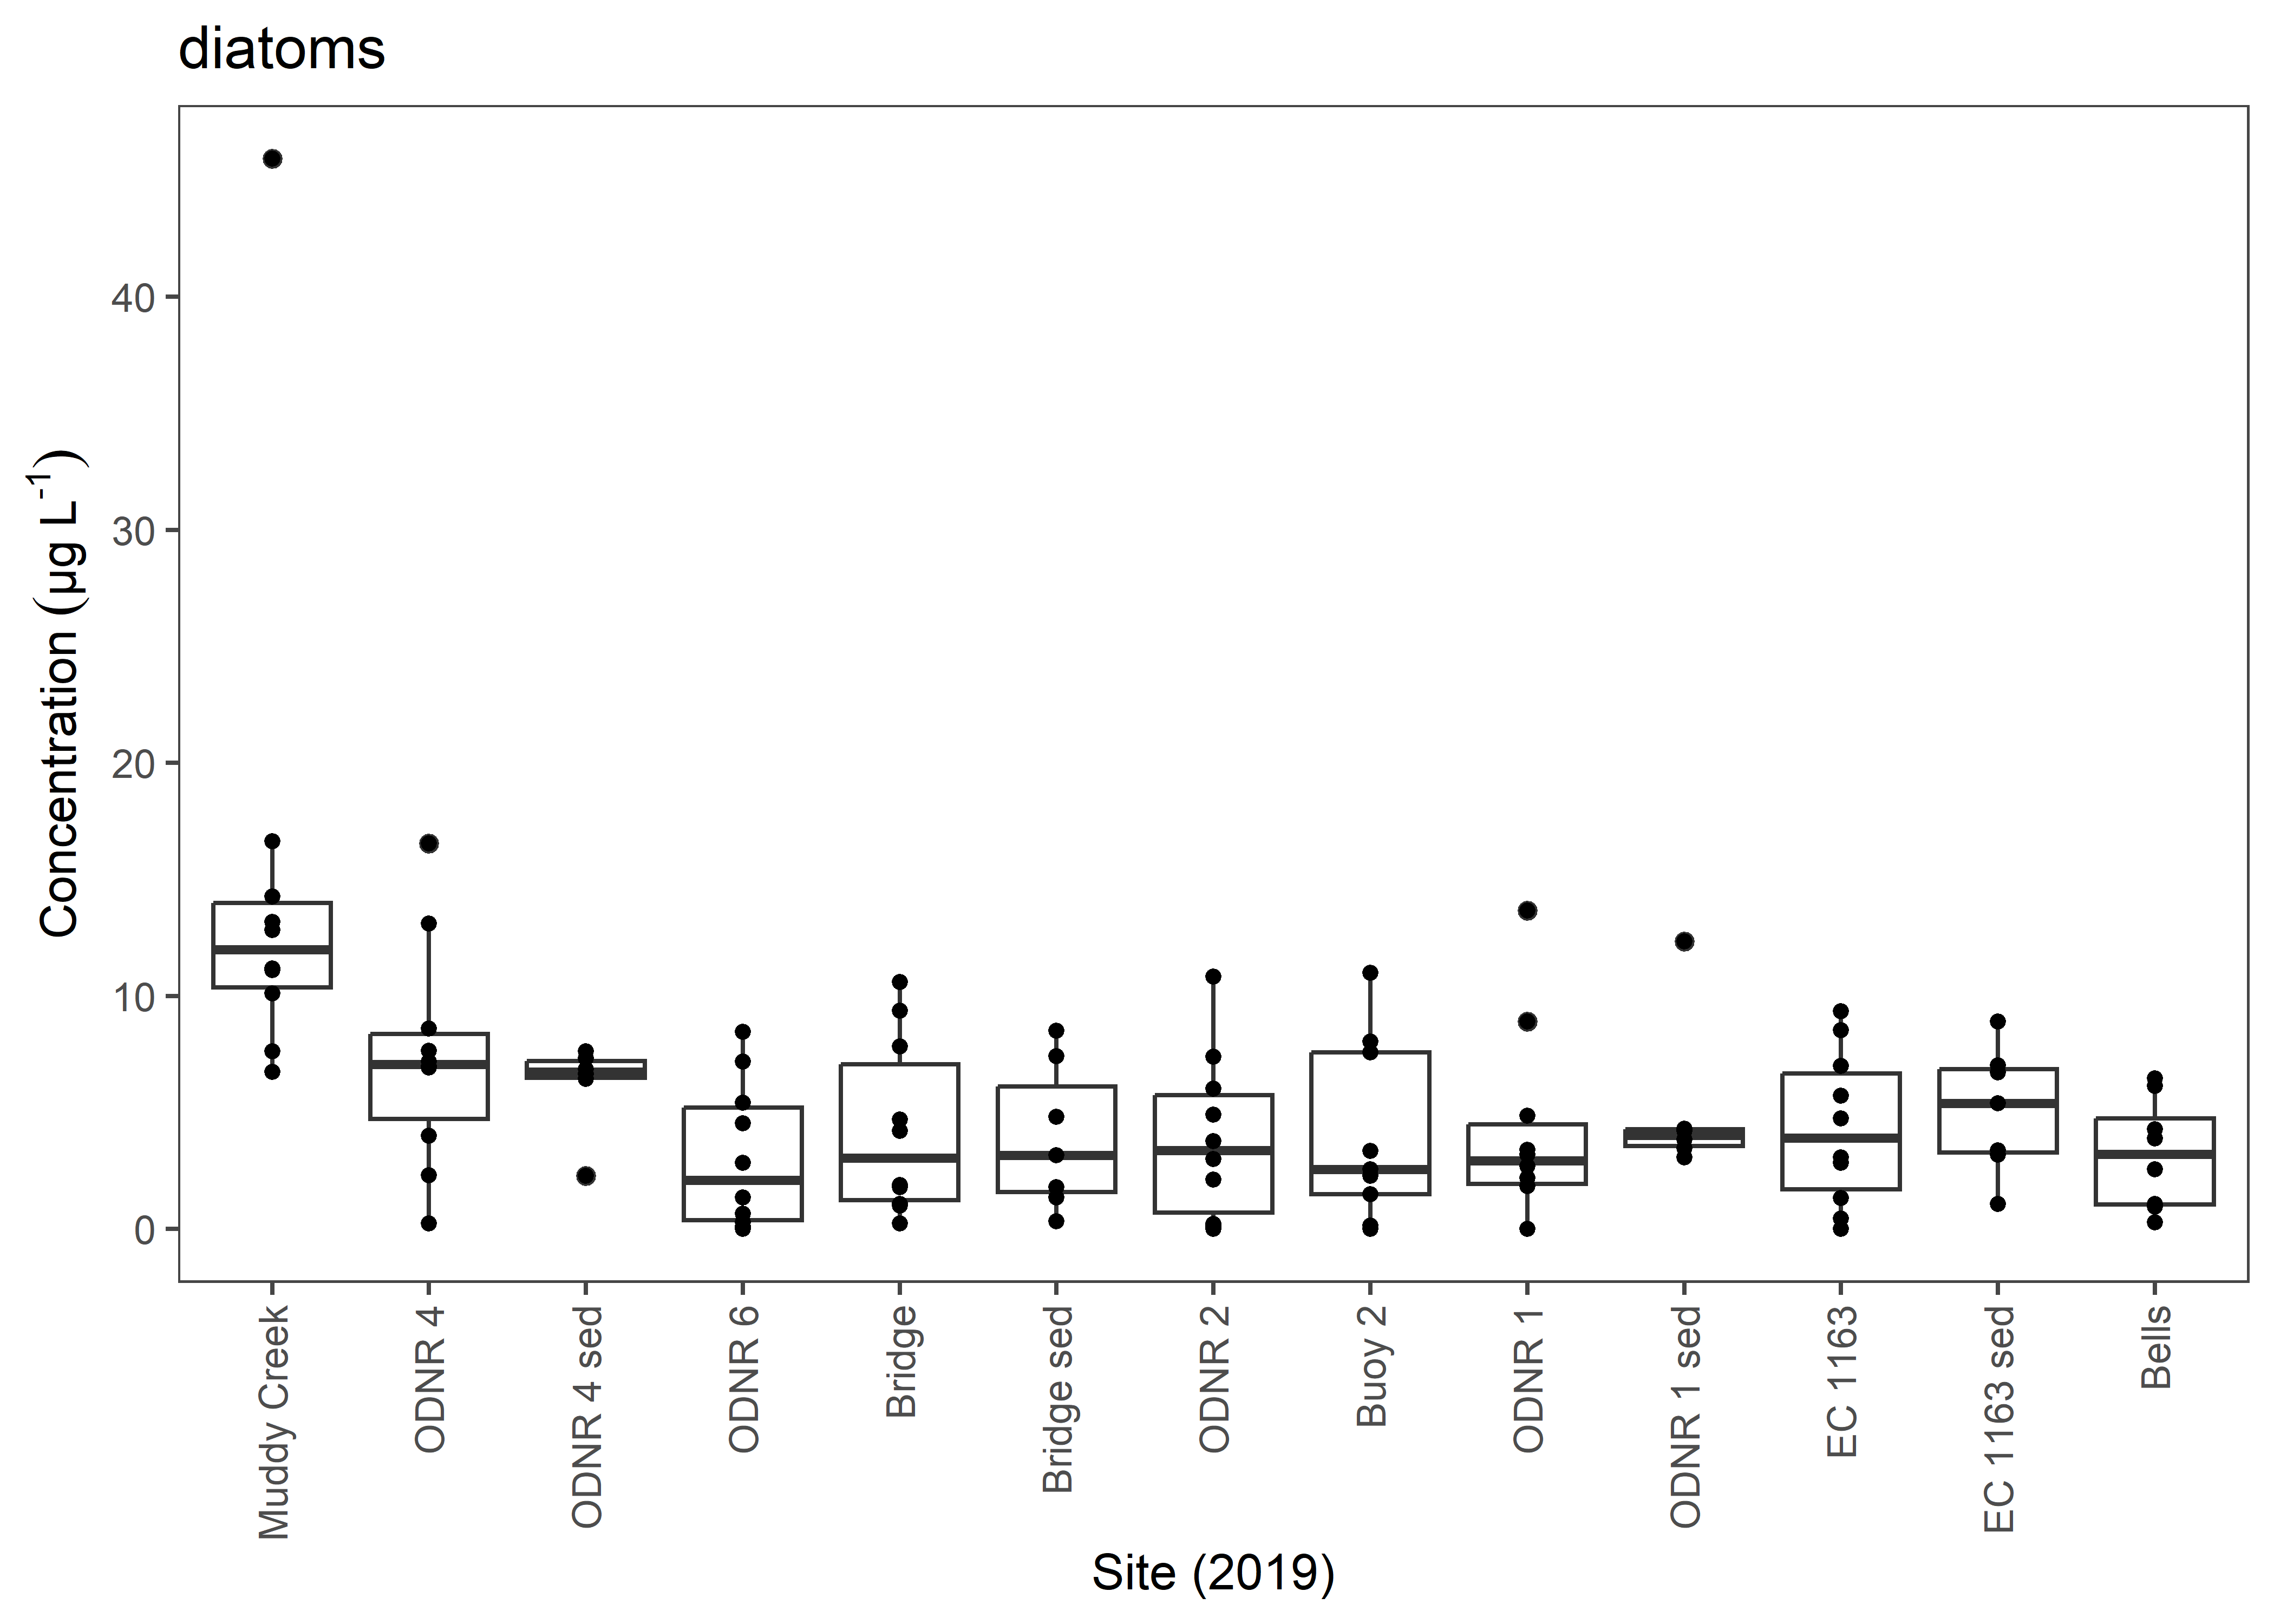 diatoms
Concentration (µg L-1)
40
30
20
10
0
Muddy Creek
ODNR 4
ODNR 4 sed
ODNR 6
Bridge
Bridge sed
ODNR 2
Buoy 2
ODNR 1
ODNR 1 sed
EC 1163
EC 1163 sed
Bells
Site (2019)